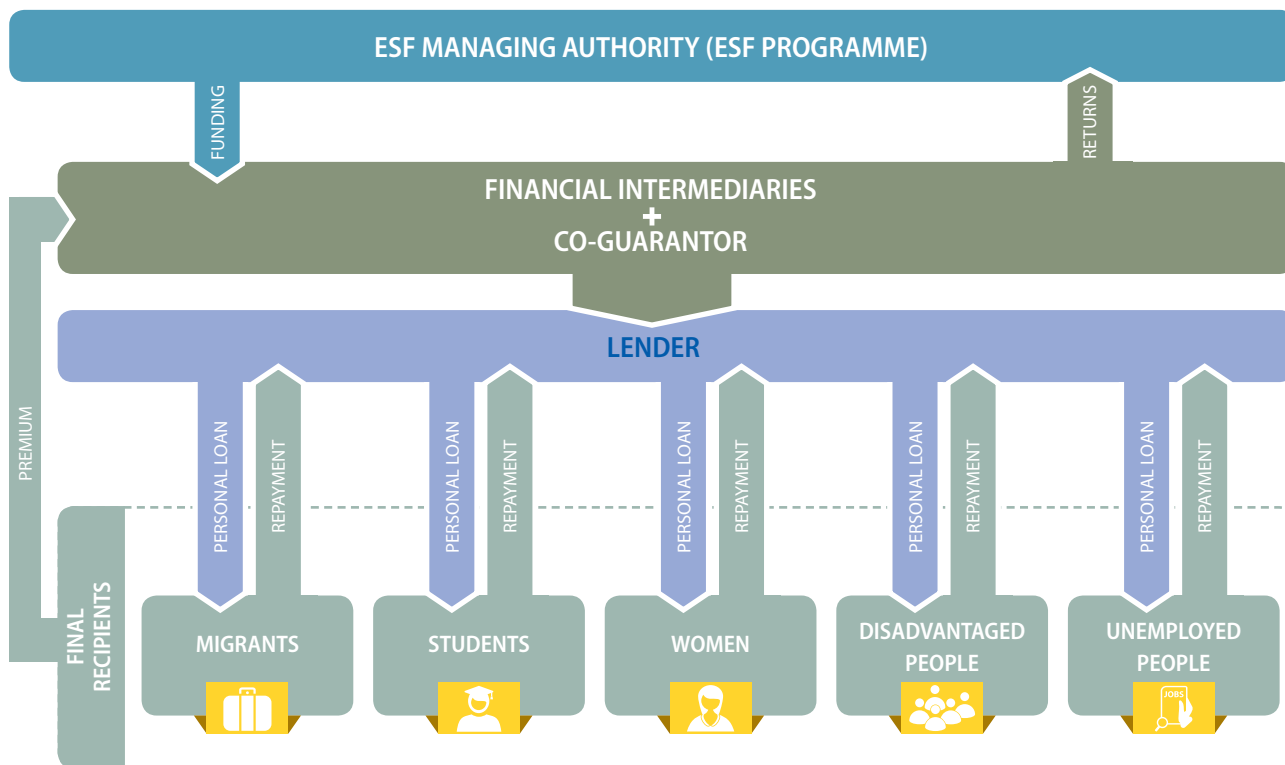 ESF MANAGING AUTHORITY (ESF PROGRAMME)
FUNDING
RETURNS
FINANCIAL INTERMEDIARIES
+
CO-GUARANTOR
LENDER
PREMIUM
PERSONAL LOAN
REPAYMENT
PERSONAL LOAN
REPAYMENT
PERSONAL LOAN
REPAYMENT
PERSONAL LOAN
REPAYMENT
PERSONAL LOAN
REPAYMENT
FINAL
RECIPIENTS
MIGRANTS
STUDENTS
WOMEN
DISADVANTAGED
PEOPLE
UNEMPLOYED
PEOPLE
JOBS